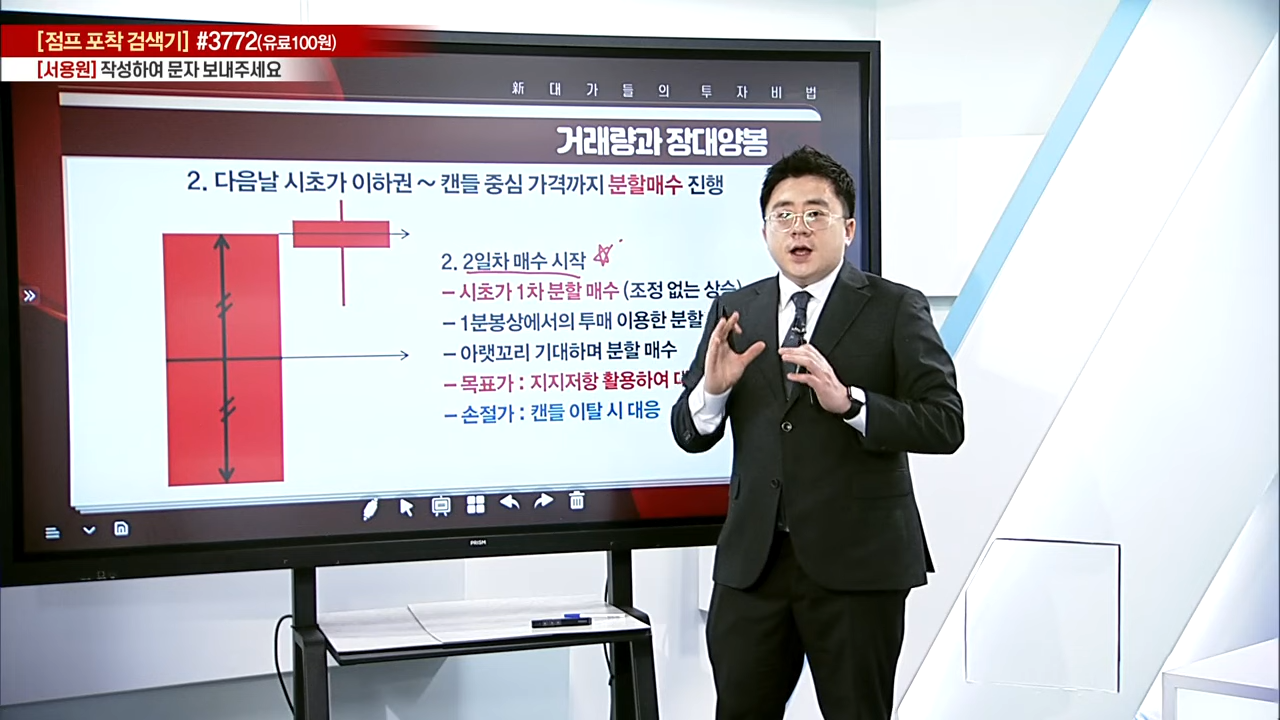 [점프 포착 검색기] #3772(유료100원)
[서용원] 작성하여 문자 보내주세요
新 대 가 들 의 투 자 비 법
거래량과 장대양봉
2. 다음날 시초가 이하권 ~ 캔들 중심 가격까지 분할매수 진행
2. 2일차 매수 시작
– 시초가 1차 분할 매수 (조정 없는 상승)
– 1분봉상에서의 투매 이용한 분할
– 아랫꼬리 기대하며 분할 매수
– 목표가 : 지지저항 활용하여
– 손절가 : 캔들 이탈 시 대응
PRISM